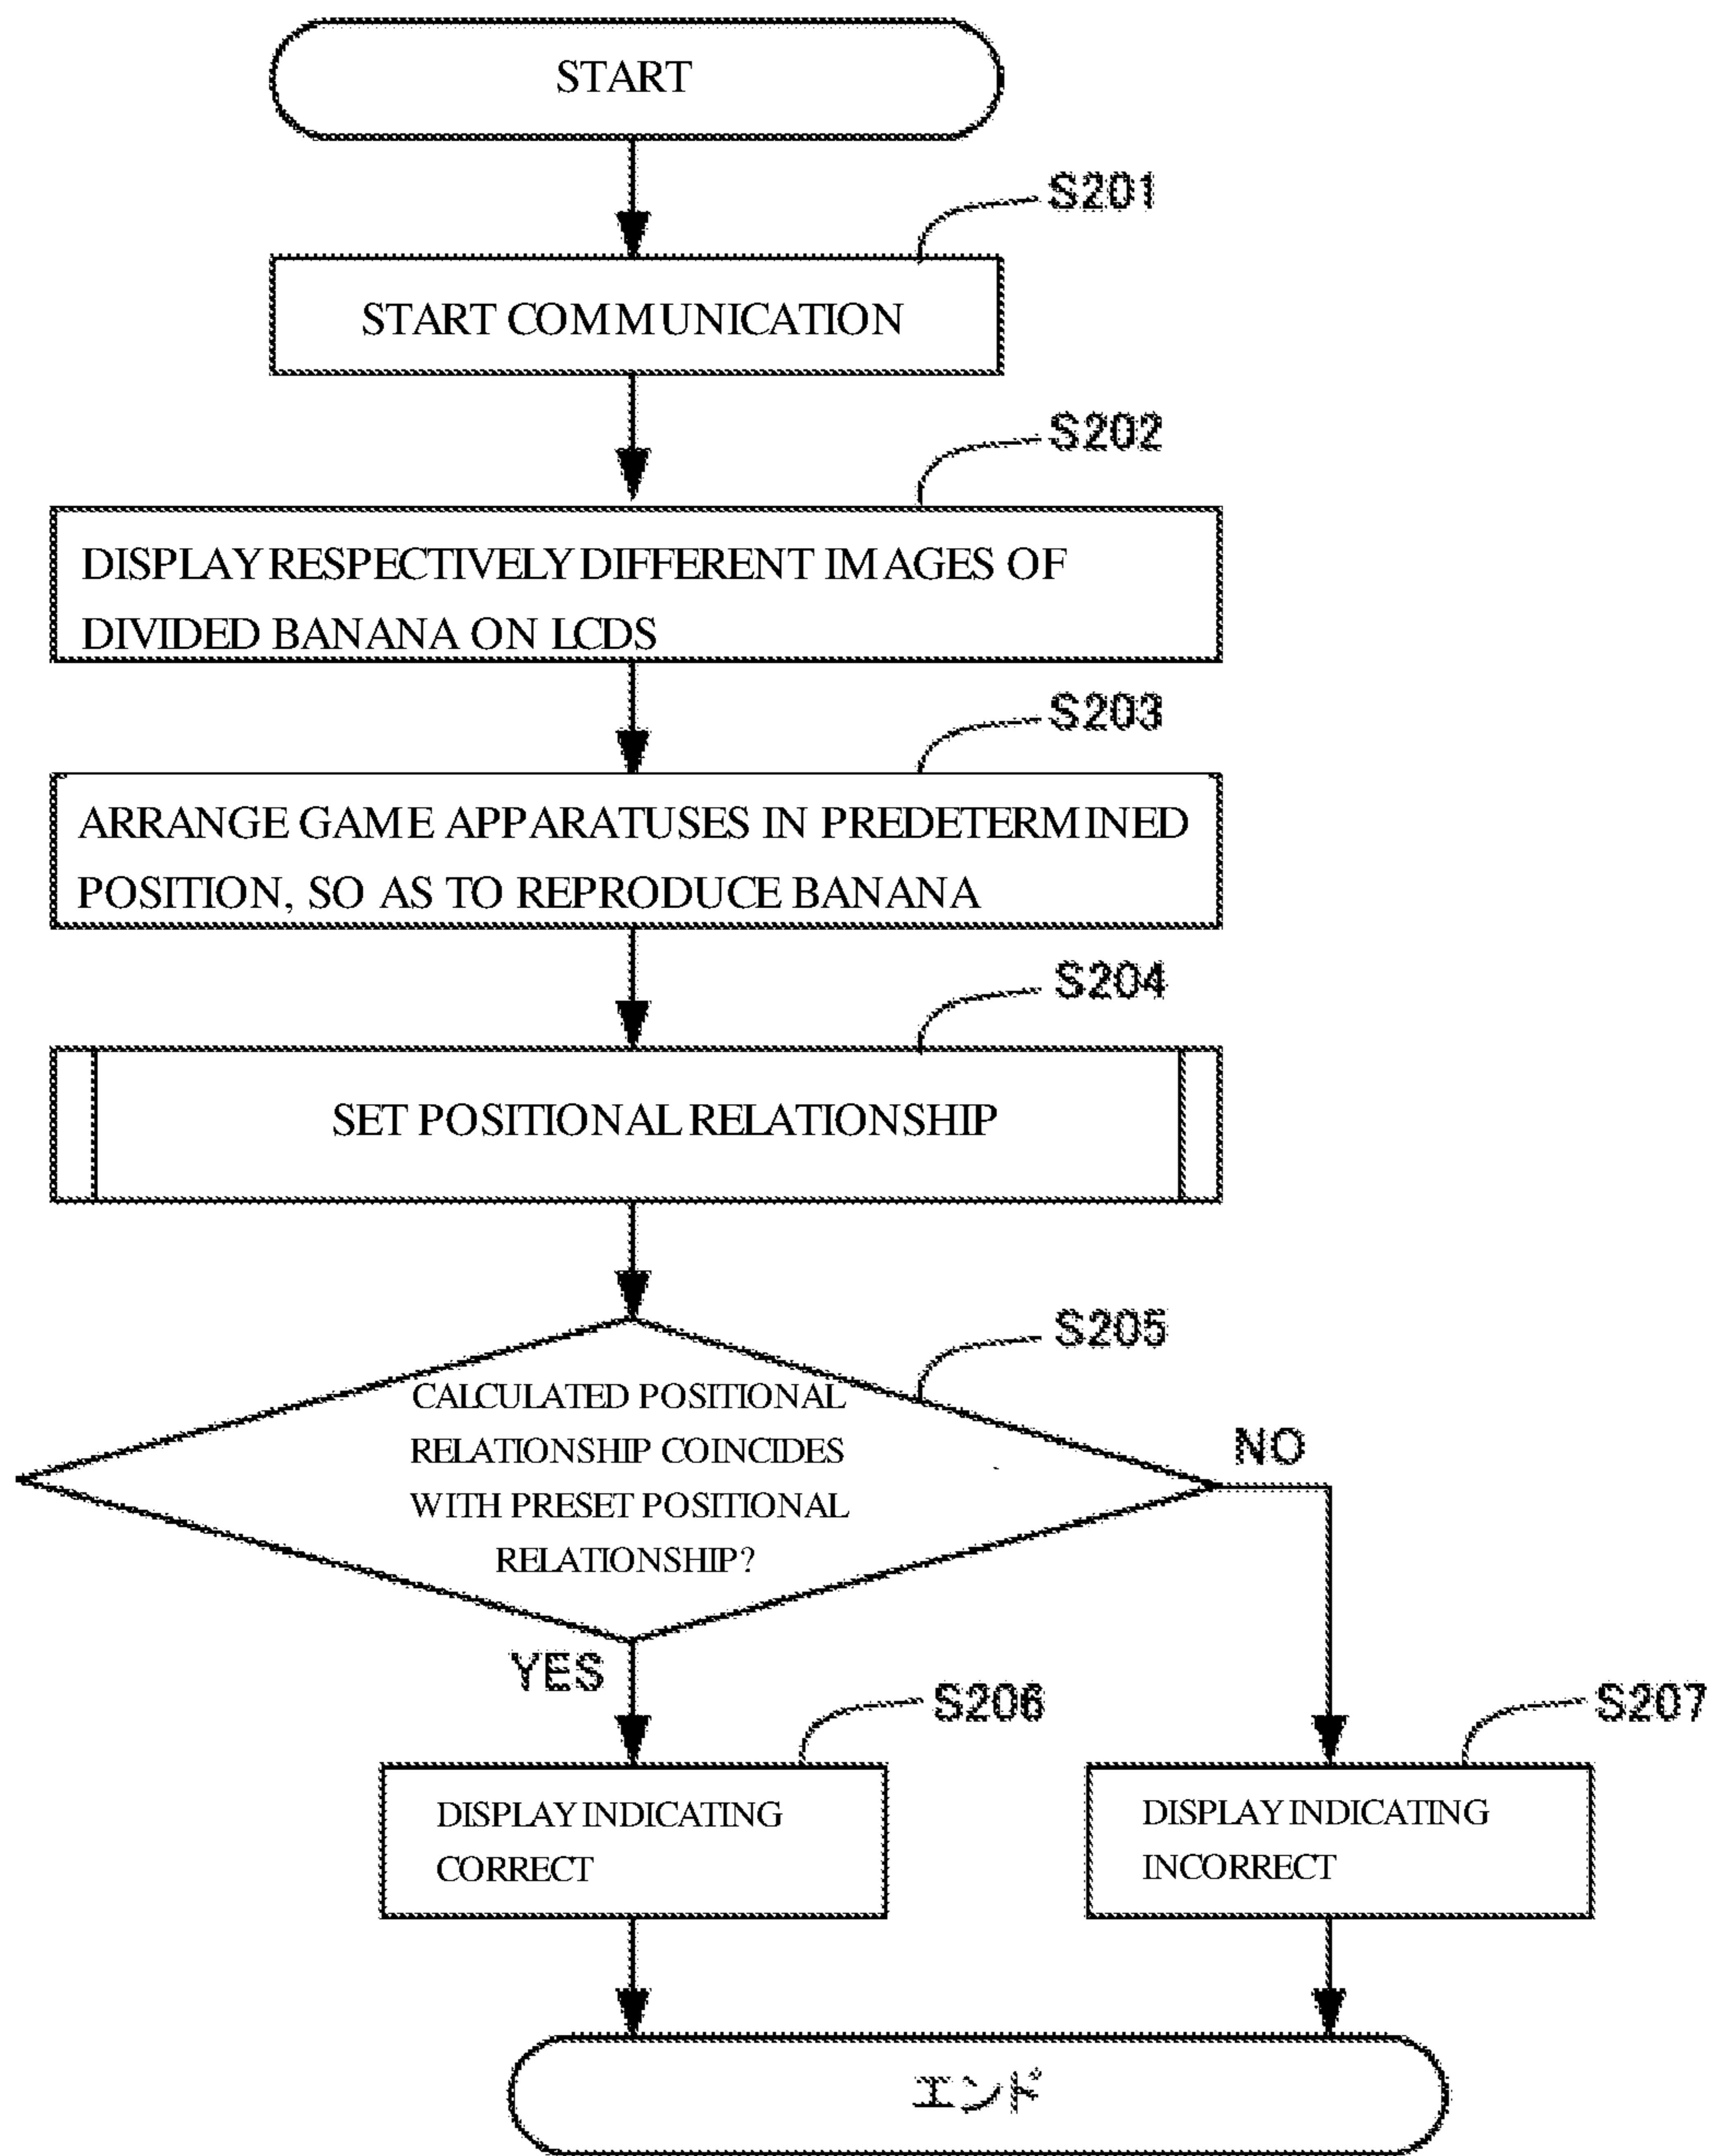 START
S201
START COMMUNICATION
S202
DISPLAY RESPECTIVELY DIFFERENT IMAGES OF
DIVIDED BANANA ON LCDS
S203
ARRANGE GAME APPARATUSES IN PREDETERMINED
POSITION, SO AS TO REPRODUCE BANANA
S204
SET POSITIONAL RELATIONSHIP
S205
CALCULATED POSITIONAL
RELATIONSHIP COINCIDES
WITH PRESET POSITIONAL
RELATIONSHIP?
NO
YES
S206
DISPLAY INDICATING
CORRECT
S207
DISPLAY INDICATING
INCORRECT
エンド